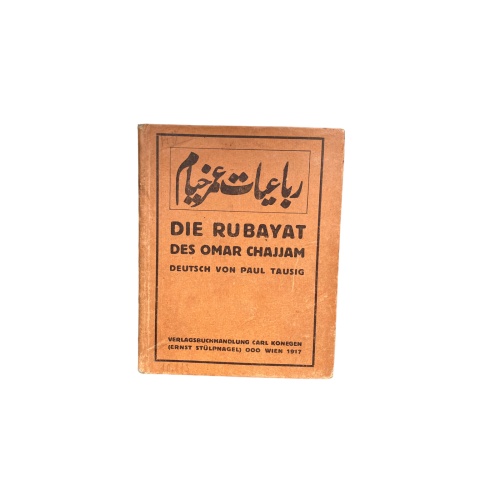 رباعیات عمر خیام
DIE RUBAYAT
DES OMAR CHAJJAM
DEUTSCH VON PAUL TAUSIG
VERLAGSBUCHHANDLUNG CARL KONEGEN
(ERNST STÜLPNAGEL) OOO WIEN 1917